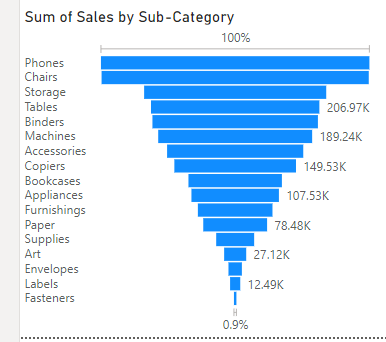 Sum of Sales by Sub-Category
100%
Phones
Chairs
Storage
Tables 206.97K
Binders
Machines 189.24K
Accessories
Copiers 149.53K
Bookcases
Appliances 107.53K
Furnishings
Paper 78.48K
Supplies
Art 27.12K
Envelopes
Labels 12.49K
Fasteners
0.9%